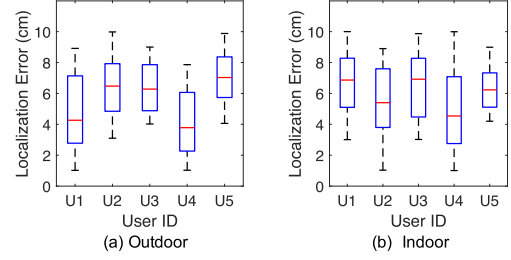 Localization Error (cm)
10
8
6
4
2
0
U1 U2 U3 U4 U5
User ID
(a) Outdoor
Localization Error (cm)
10
8
6
4
2
0
U1 U2 U3 U4 U5
User ID
(b) Indoor